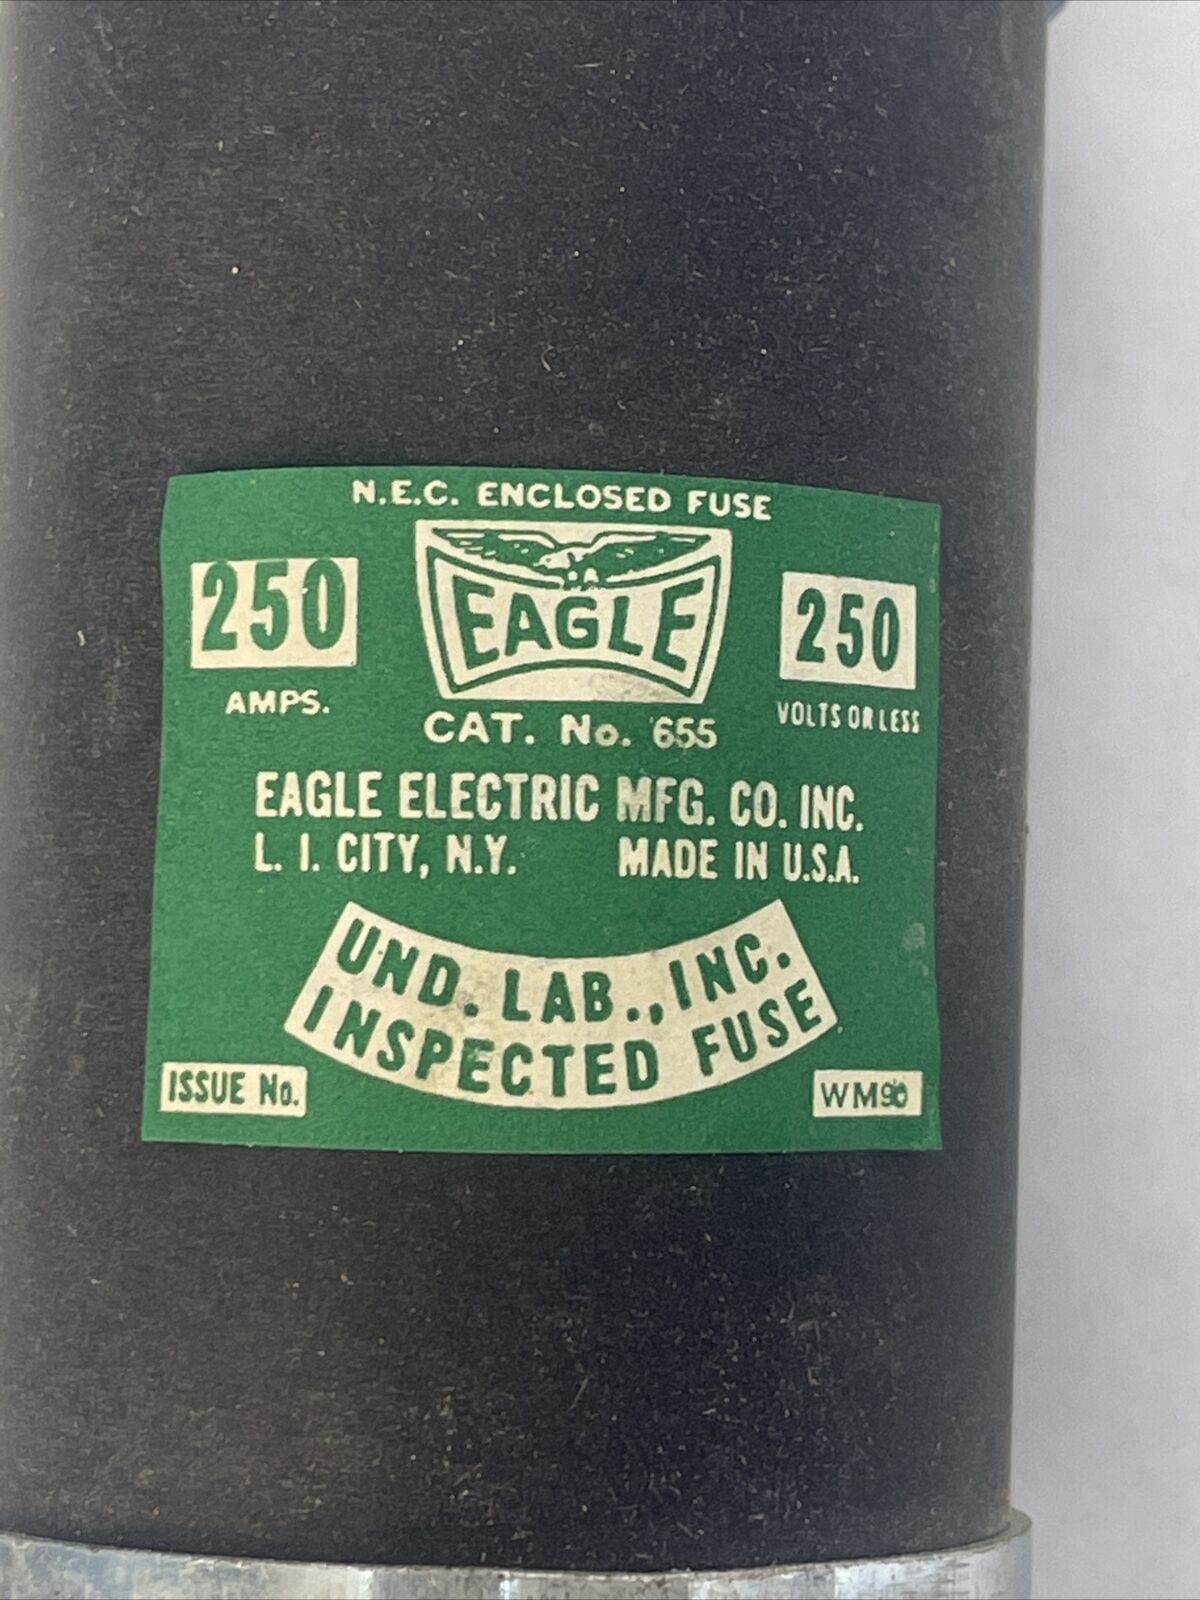 N.E.C. ENCLOSED FUSE
250
AMPS.
EAGLE
250
VOLTS OR LESS
CAT. No. 655
EAGLE ELECTRIC MFG. CO. INC.
L. I. CITY, N.Y. MADE IN U.S.A.
UND. LAB., INC.
INSPECTED FUSE
ISSUE No.